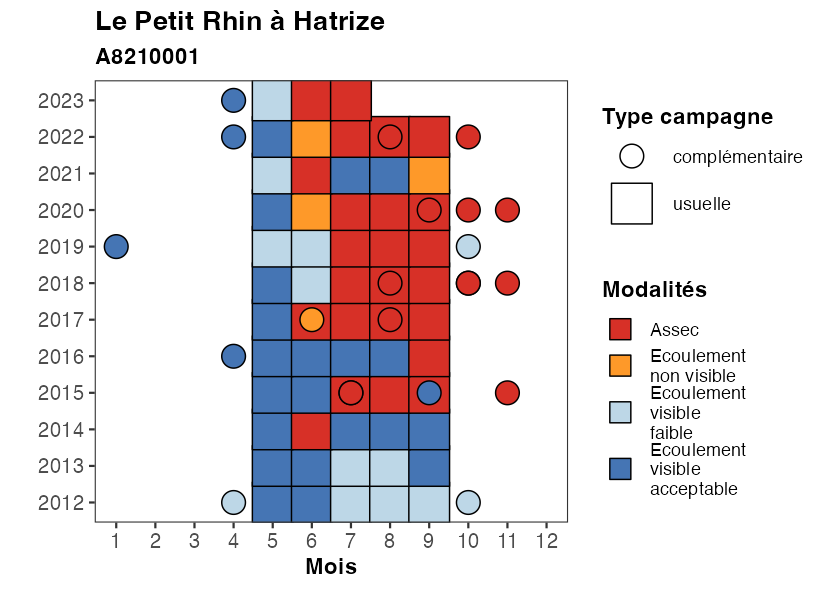 Le Petit Rhin à Hatrize
A8210001
2023
2022
2021
2020
2019
2018
2017
2016
2015
2014
2013
2012
1 2 3 4 5 6 7 8 9 10 11 12
Mois
Type campagne
complémentaire
usuelle
Modalités
Assec
Ecoulement
non visible
Ecoulement
visible
faible
Ecoulement
visible
acceptable